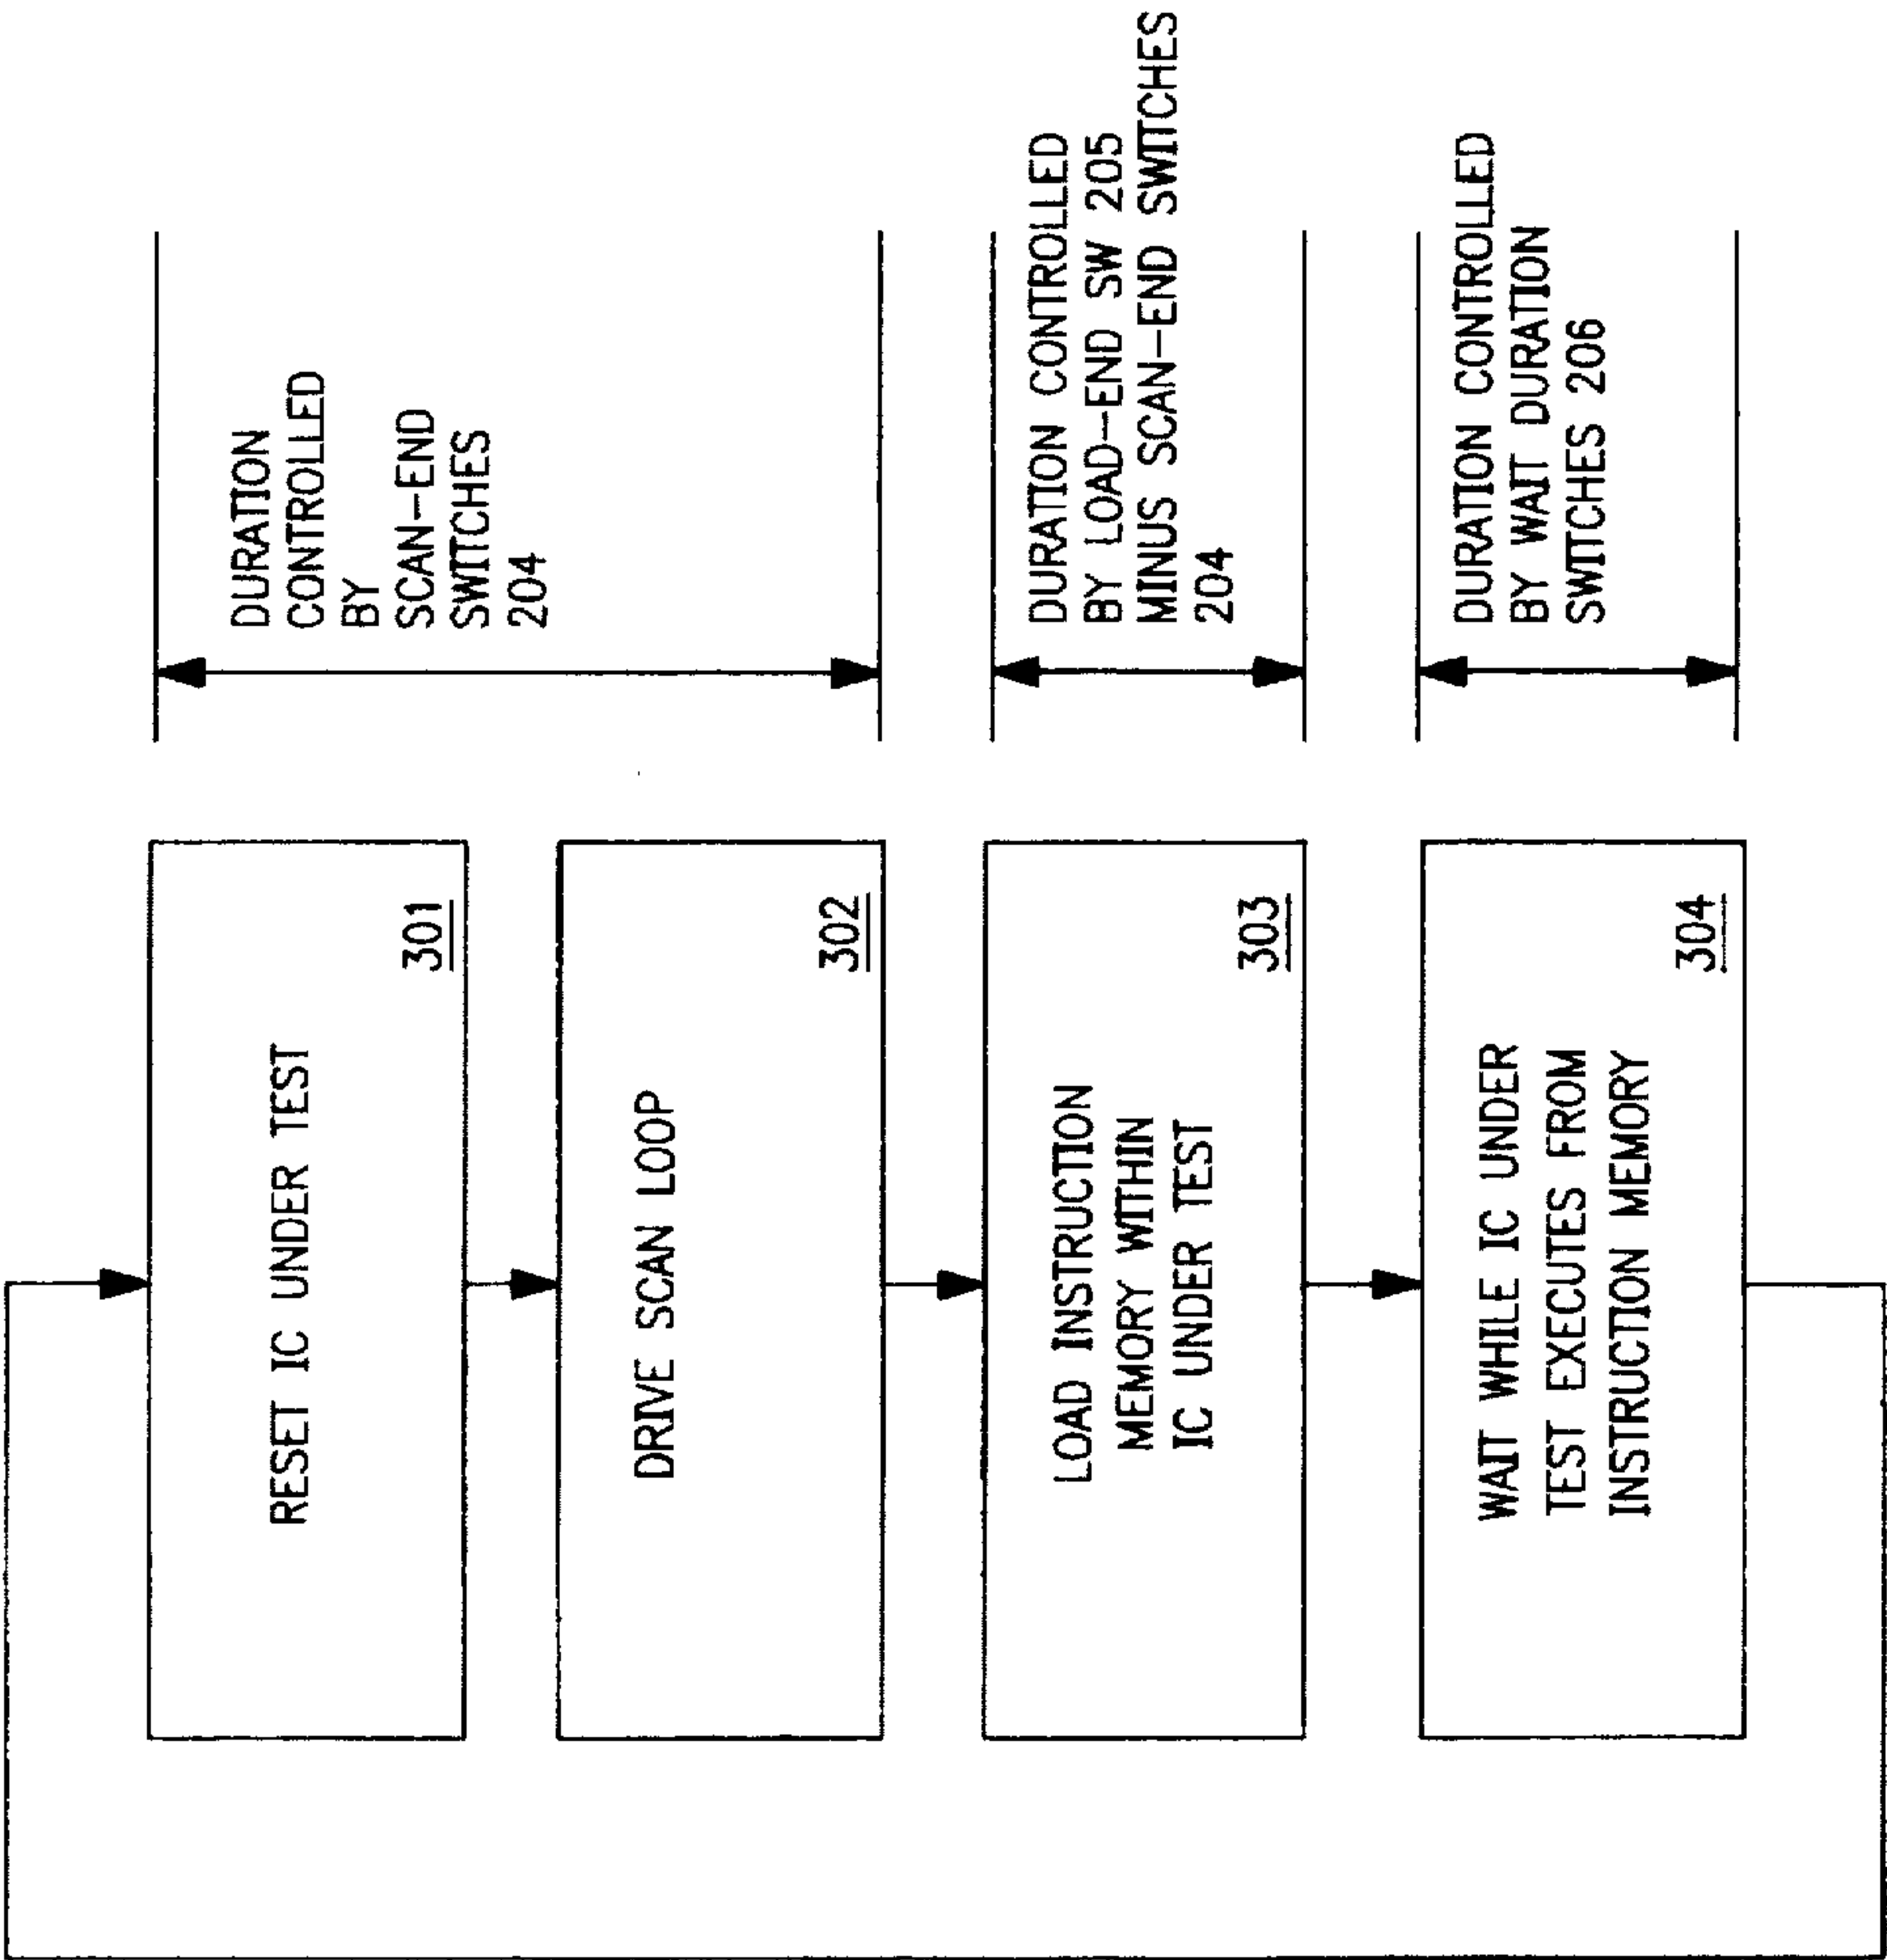 RESET IC UNDER TEST
301
DRIVE SCAN LOOP
302
LOAD INSTRUCTION
MEMORY WITHIN
IC UNDER TEST
303
WAIT WHILE IC UNDER
TEST EXECUTES FROM
INSTRUCTION MEMORY
304
DURATION
CONTROLLED
BY
SCAN-END
SWITCHES
204
DURATION CONTROLLED
BY LOAD-END SW 205
MINUS SCAN-END SWITCHES
204
DURATION CONTROLLED
BY WAIT DURATION
SWITCHES 206